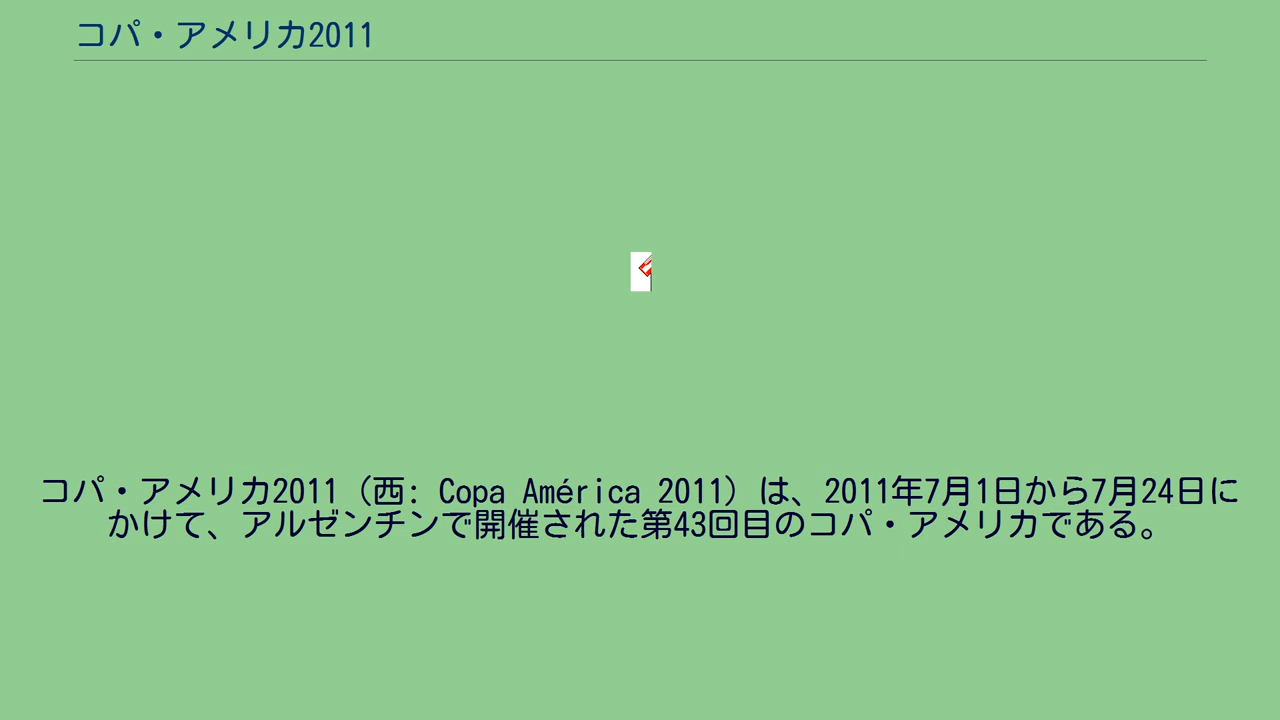 コパ・アメリカ2011
コパ・アメリカ2011（西: Copa América 2011）は、2011年7月1日から7月24日に
かけて、アルゼンチンで開催された第43回目のコパ・アメリカである。